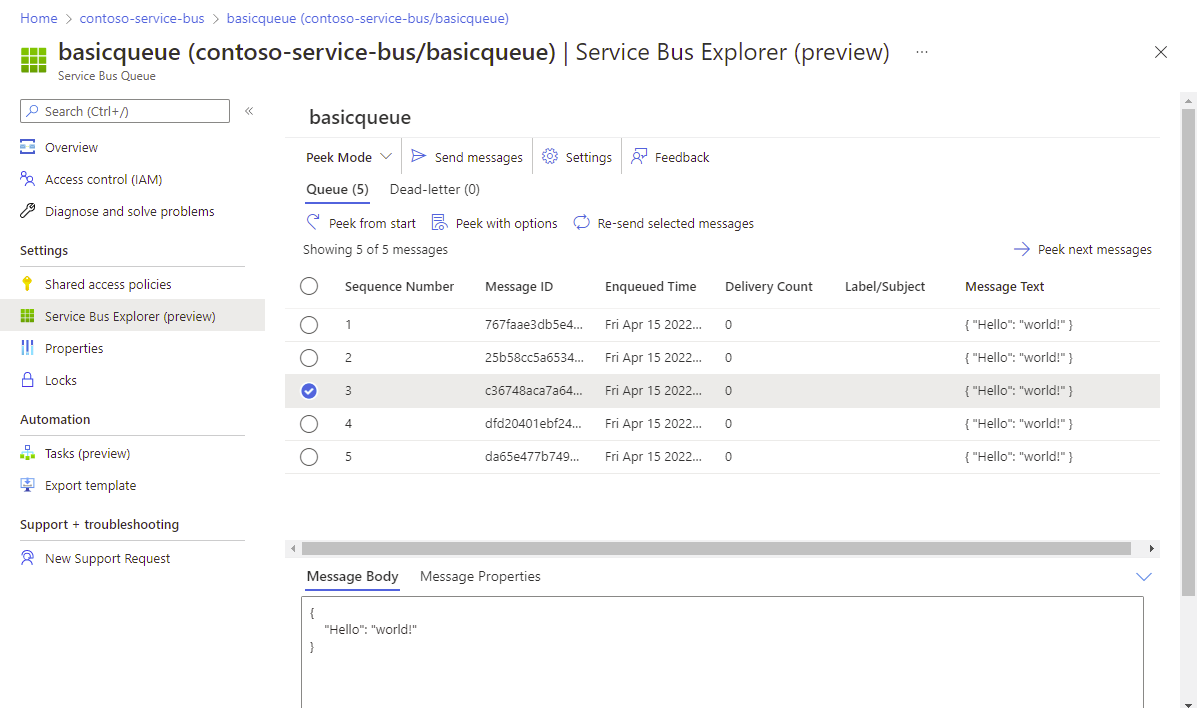 Home > contoso-service-bus > basicqueue (contoso-service-bus/basicqueue)
basicqueue (contoso-service-bus/basicqueue) | Service Bus Explorer (preview) ...
Service Bus Queue
Search (Ctrl+/) «
Overview
Access control (IAM)
Diagnose and solve problems
Settings
Shared access policies
Service Bus Explorer (preview)
Properties
Locks
Automation
Tasks (preview)
Export template
Support + troubleshooting
New Support Request
basicqueue
Peek Mode Send messages Settings Feedback
Queue (5) Dead-letter (0)
Peek from start Peek with options Re-send selected messages
Showing 5 of 5 messages Peek next messages
Sequence Number Message ID Enqueued Time Delivery Count Label/Subject Message Text
1 767faae3db5e4... Fri Apr 15 2022... 0 { "Hello": "world!" }
2 25b58cc5a6534... Fri Apr 15 2022... 0 { "Hello": "world!" }
3 c36748aca7a64... Fri Apr 15 2022... 0 { "Hello": "world!" }
4 dfd20401ebf24... Fri Apr 15 2022... 0 { "Hello": "world!" }
5 da65e477b749... Fri Apr 15 2022... 0 { "Hello": "world!" }
Message Body Message Properties
{
"Hello": "world!"
}